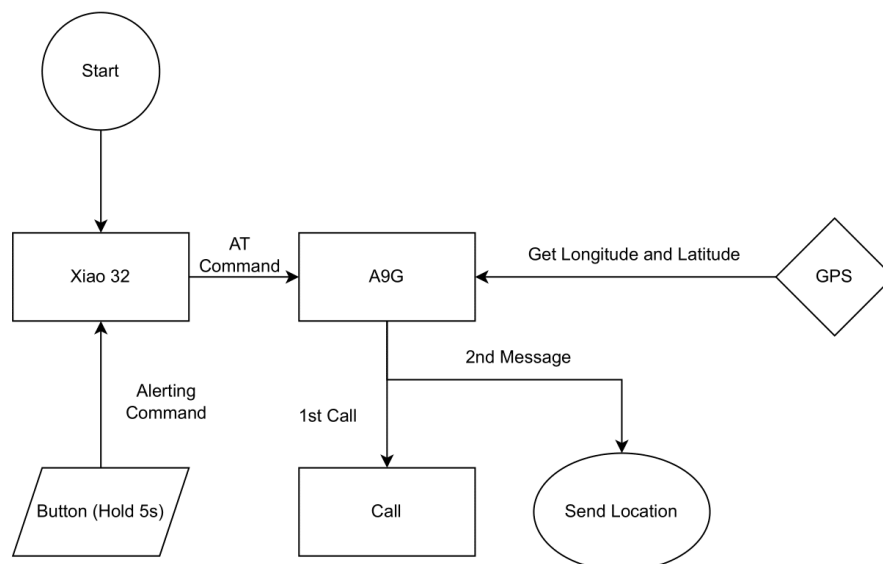 Start
AT
Command
Xiao 32
A9G
Get Longitude and Latitude
GPS
2nd Message
Alerting
Command
1st Call
Button (Hold 5s)
Call
Send Location